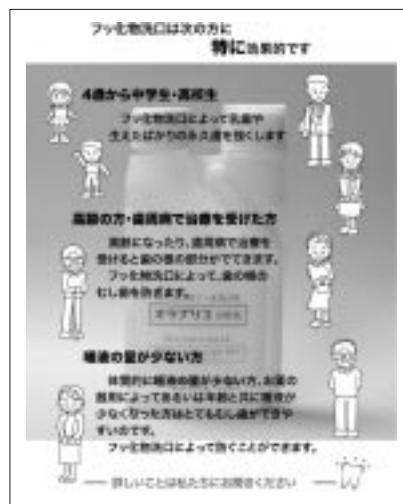 フッ化物洗口は次の方に
特に効果的です
4歳から中学生・高校生
フッ化物洗口によって乳歯や
生えたばかりの永久歯を強くします
高齢の方・歯周病で治療を受けた方
高齢になったり、歯周病で治療を
受けると歯の根の部分がでてきます。
フッ化物洗口によって、歯の根の
むし歯を防ぎます。
オラブリス
唾液の量が少ない方
体質的に唾液の量が少ない方、お薬の
服用によってあるいは年齢と共に唾液が
少なくなった方はとてもむし歯ができや
すいのです。
フッ化物洗口によって防ぐことができます。
詳しいことは私たちにお聞きください